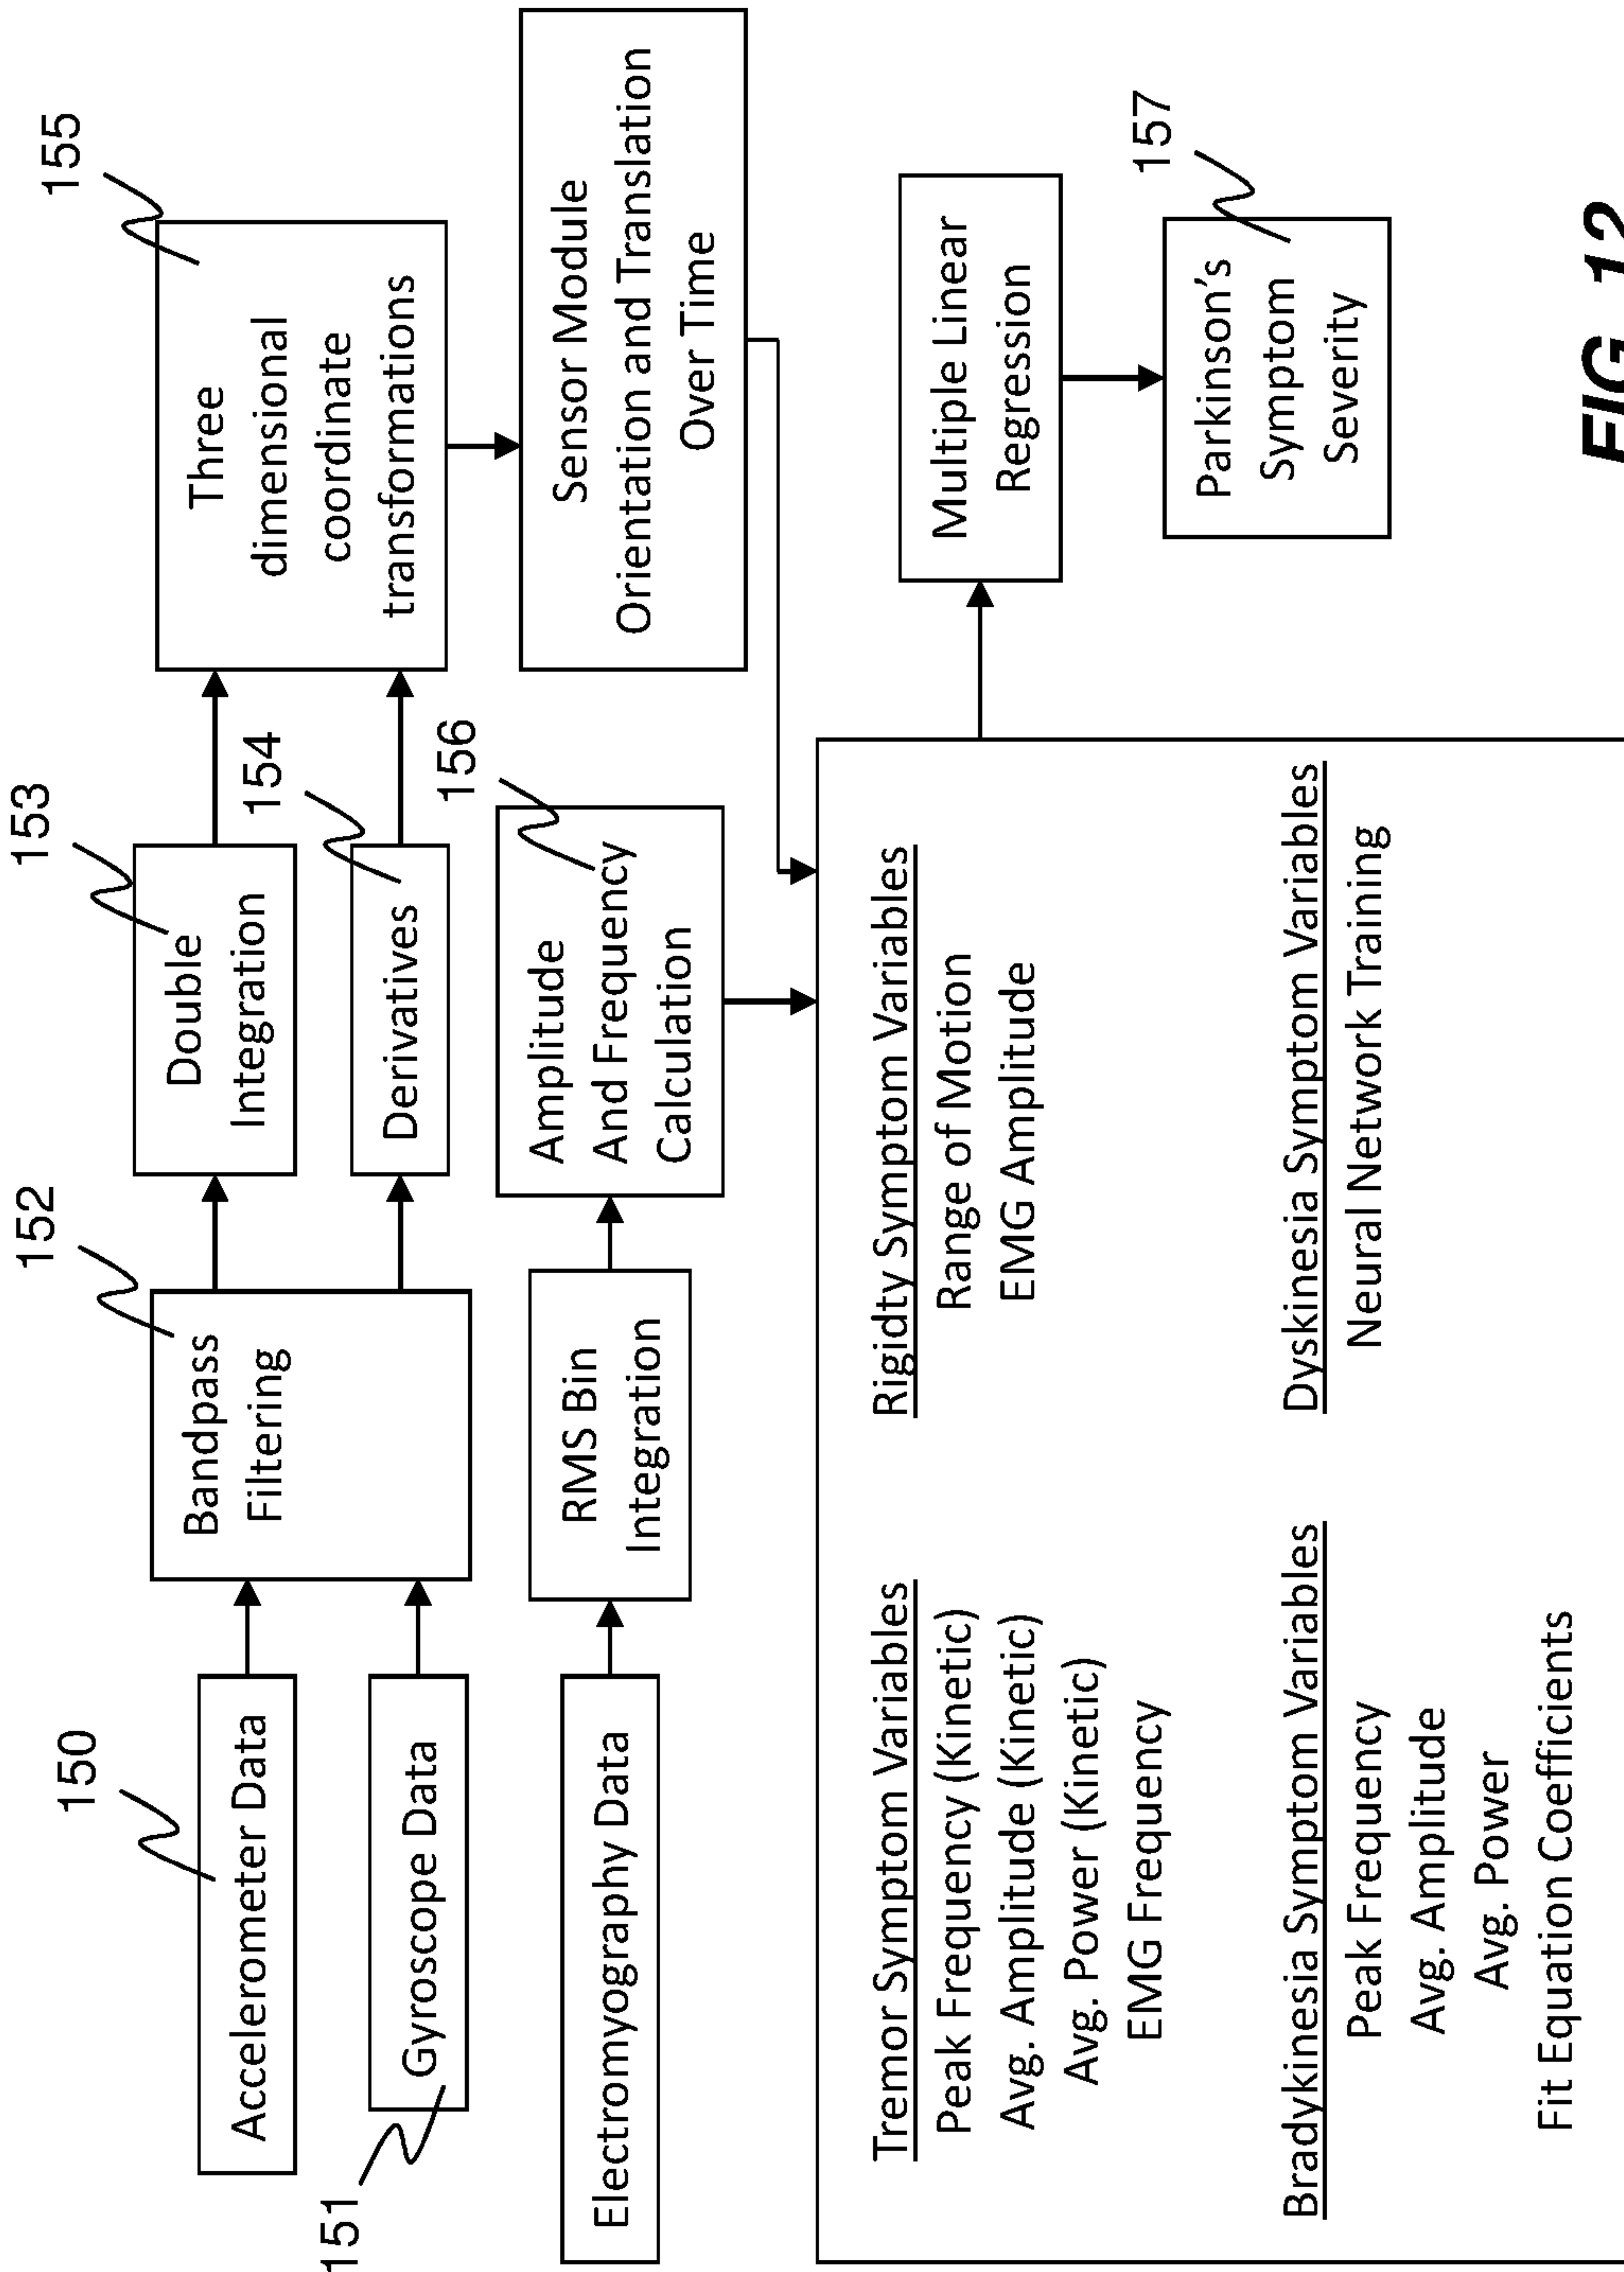 150
Accelerometer Data
151
Gyroscope Data
Electromyography Data
152
Bandpass
Filtering
RMS Bin
Integration
153
Double
Integration
154
Derivatives
156
Amplitude
And Frequency
Calculation
155
Three
dimensional
coordinate
transformations
Sensor Module
Orientation and Translation
Over Time
Tremor Symptom Variables
Peak Frequency (Kinetic)
Avg. Amplitude (Kinetic)
Avg. Power (Kinetic)
EMG Frequency
Rigidty Symptom Variables
Range of Motion
EMG Amplitude
Bradykinesia Symptom Variables
Peak Frequency
Avg. Amplitude
Avg. Power
Fit Equation Coefficients
Dyskinesia Symptom Variables
Neural Network Training
Multiple Linear
Regression
157
Parkinson's
Symptom
Severity
FIG 12